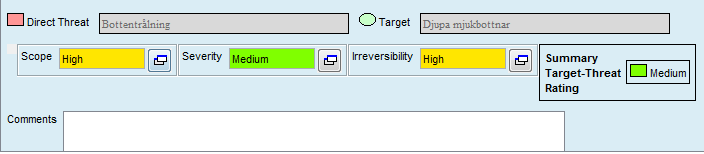 Direct Threat Bottentrålning Target Djupa mjukbottnar
Scope High Severity Medium Irreversibility High
Summary
Target-Threat Medium
Rating
Comments